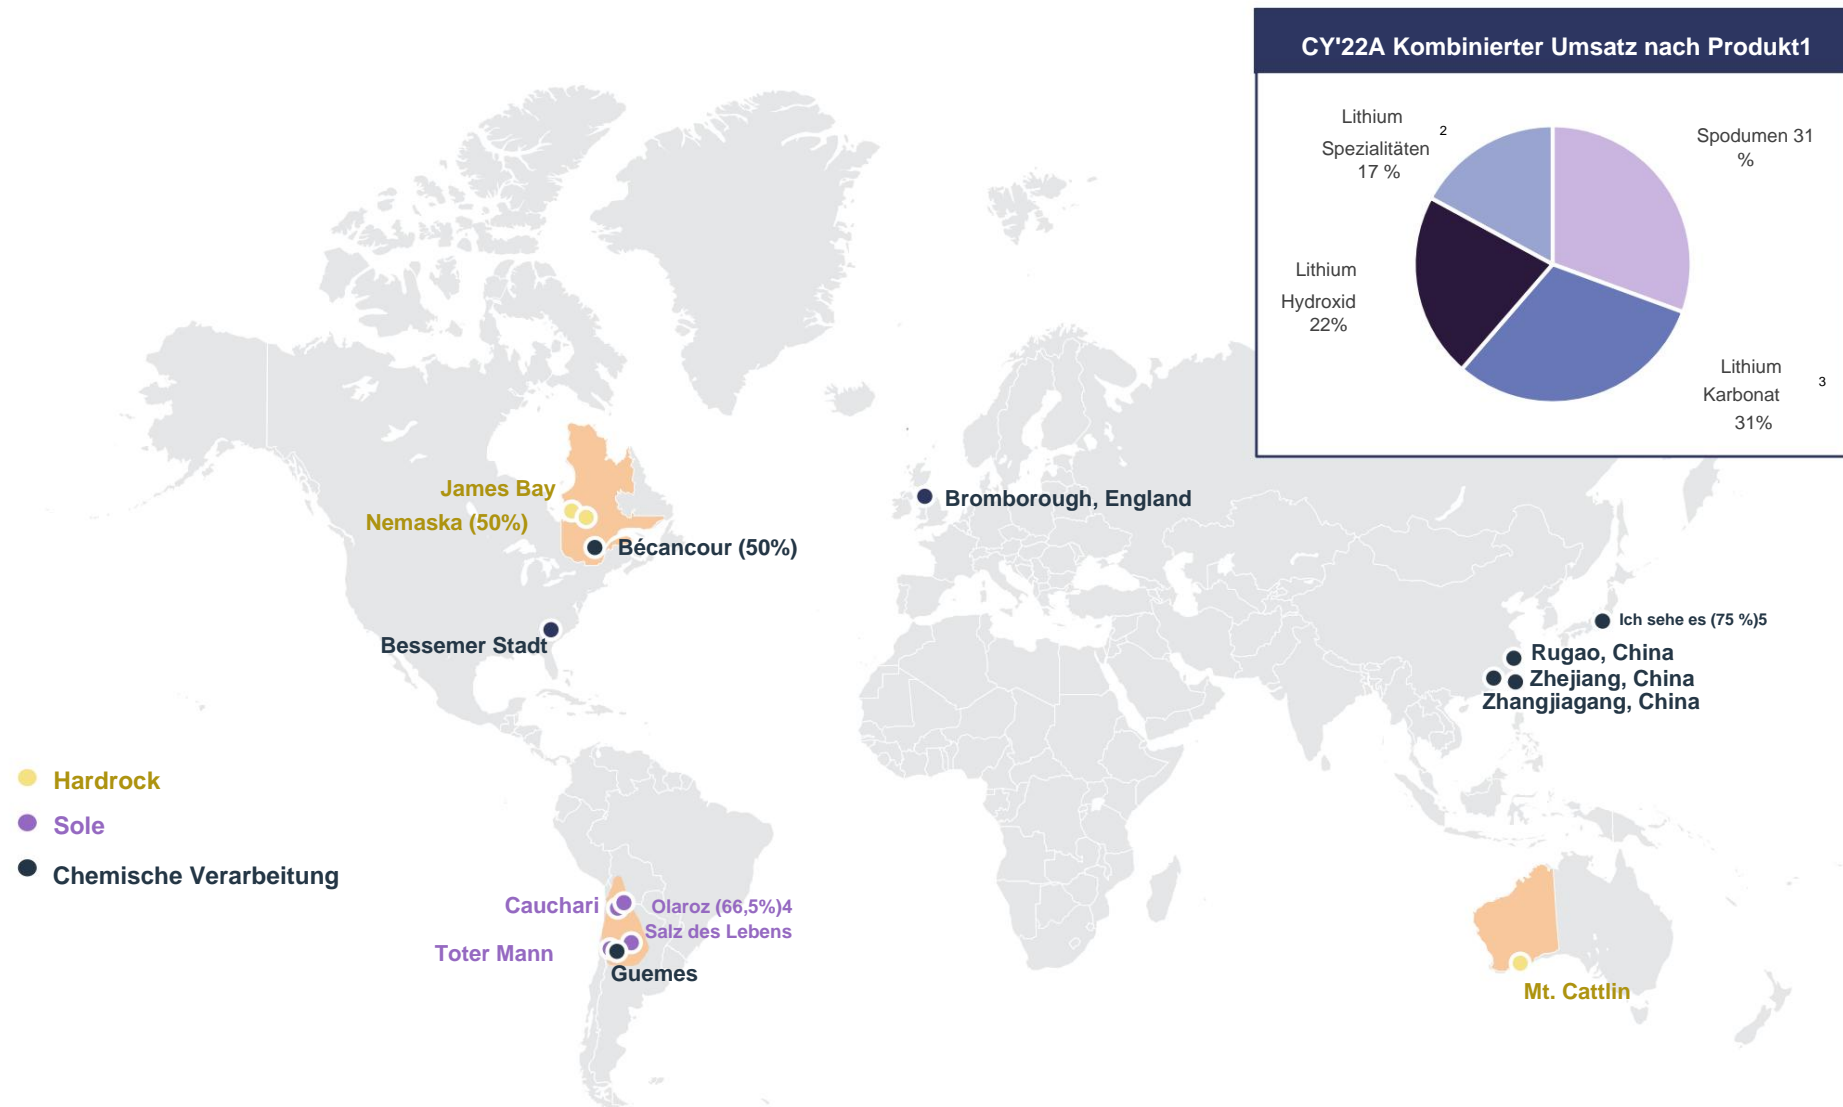 CY'22A Kombinierter Umsatz nach Produkt1
Lithium
Spezialitäten 2
17 %
Spodumen 31
%
Lithium
Hydroxid
22%
Lithium
Karbonat 3
31%
James Bay
Nemaska (50%)
Bécancour (50%)
Bessemer Stadt
Bromborough, England
Ich sehe es (75 %)5
Rugao, China
Zhejiang, China
Zhangjiagang, China
Hardrock
Sole
Chemische Verarbeitung
Cauchari
Olaroz (66,5%)4
Salz des Lebens
Toter Mann
Guemes
Mt. Cattlin